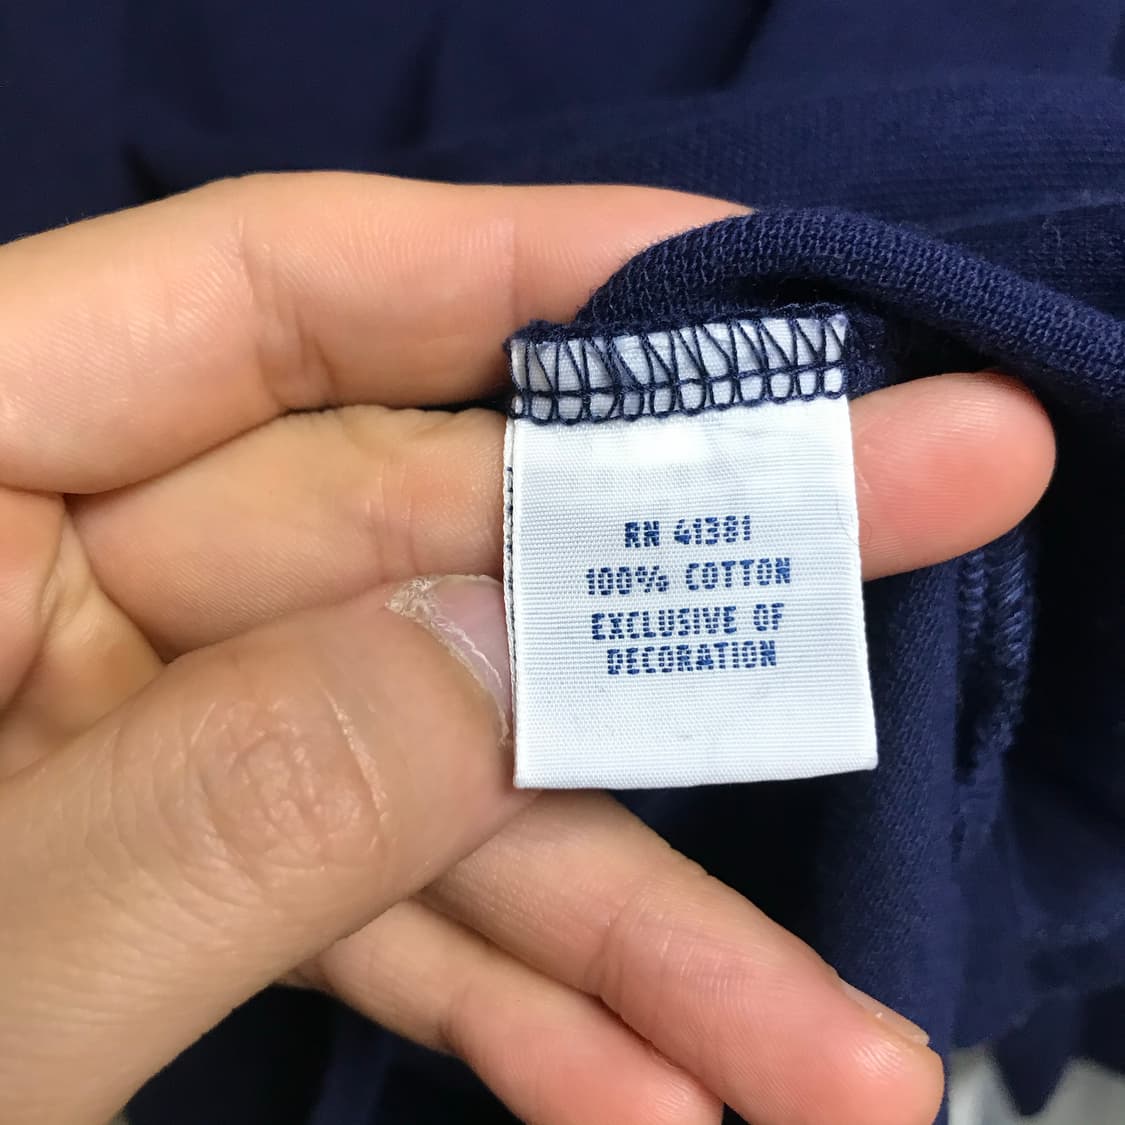 RN 41381
100% COTTON
EXCLUSIVE OF
DECORATION